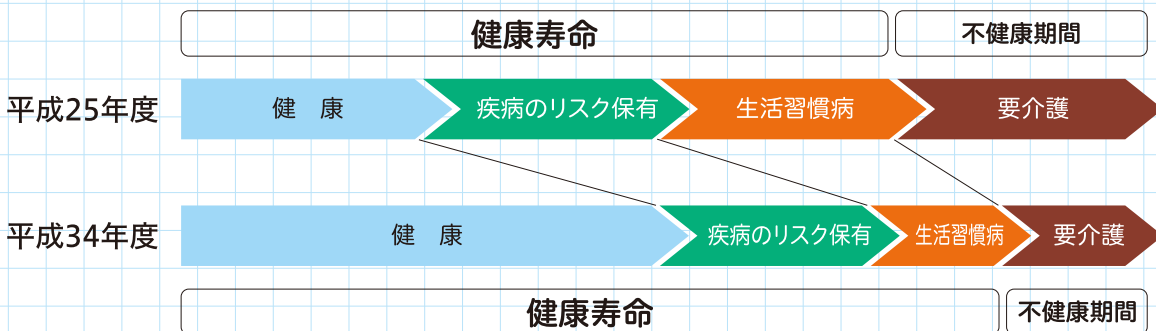 健康寿命 不健康期間
平成25年度 健　康 疾病のリスク保有 生活習慣病 要介護
平成34年度 健　康 疾病のリスク保有 生活習慣病 要介護
健康寿命 不健康期間